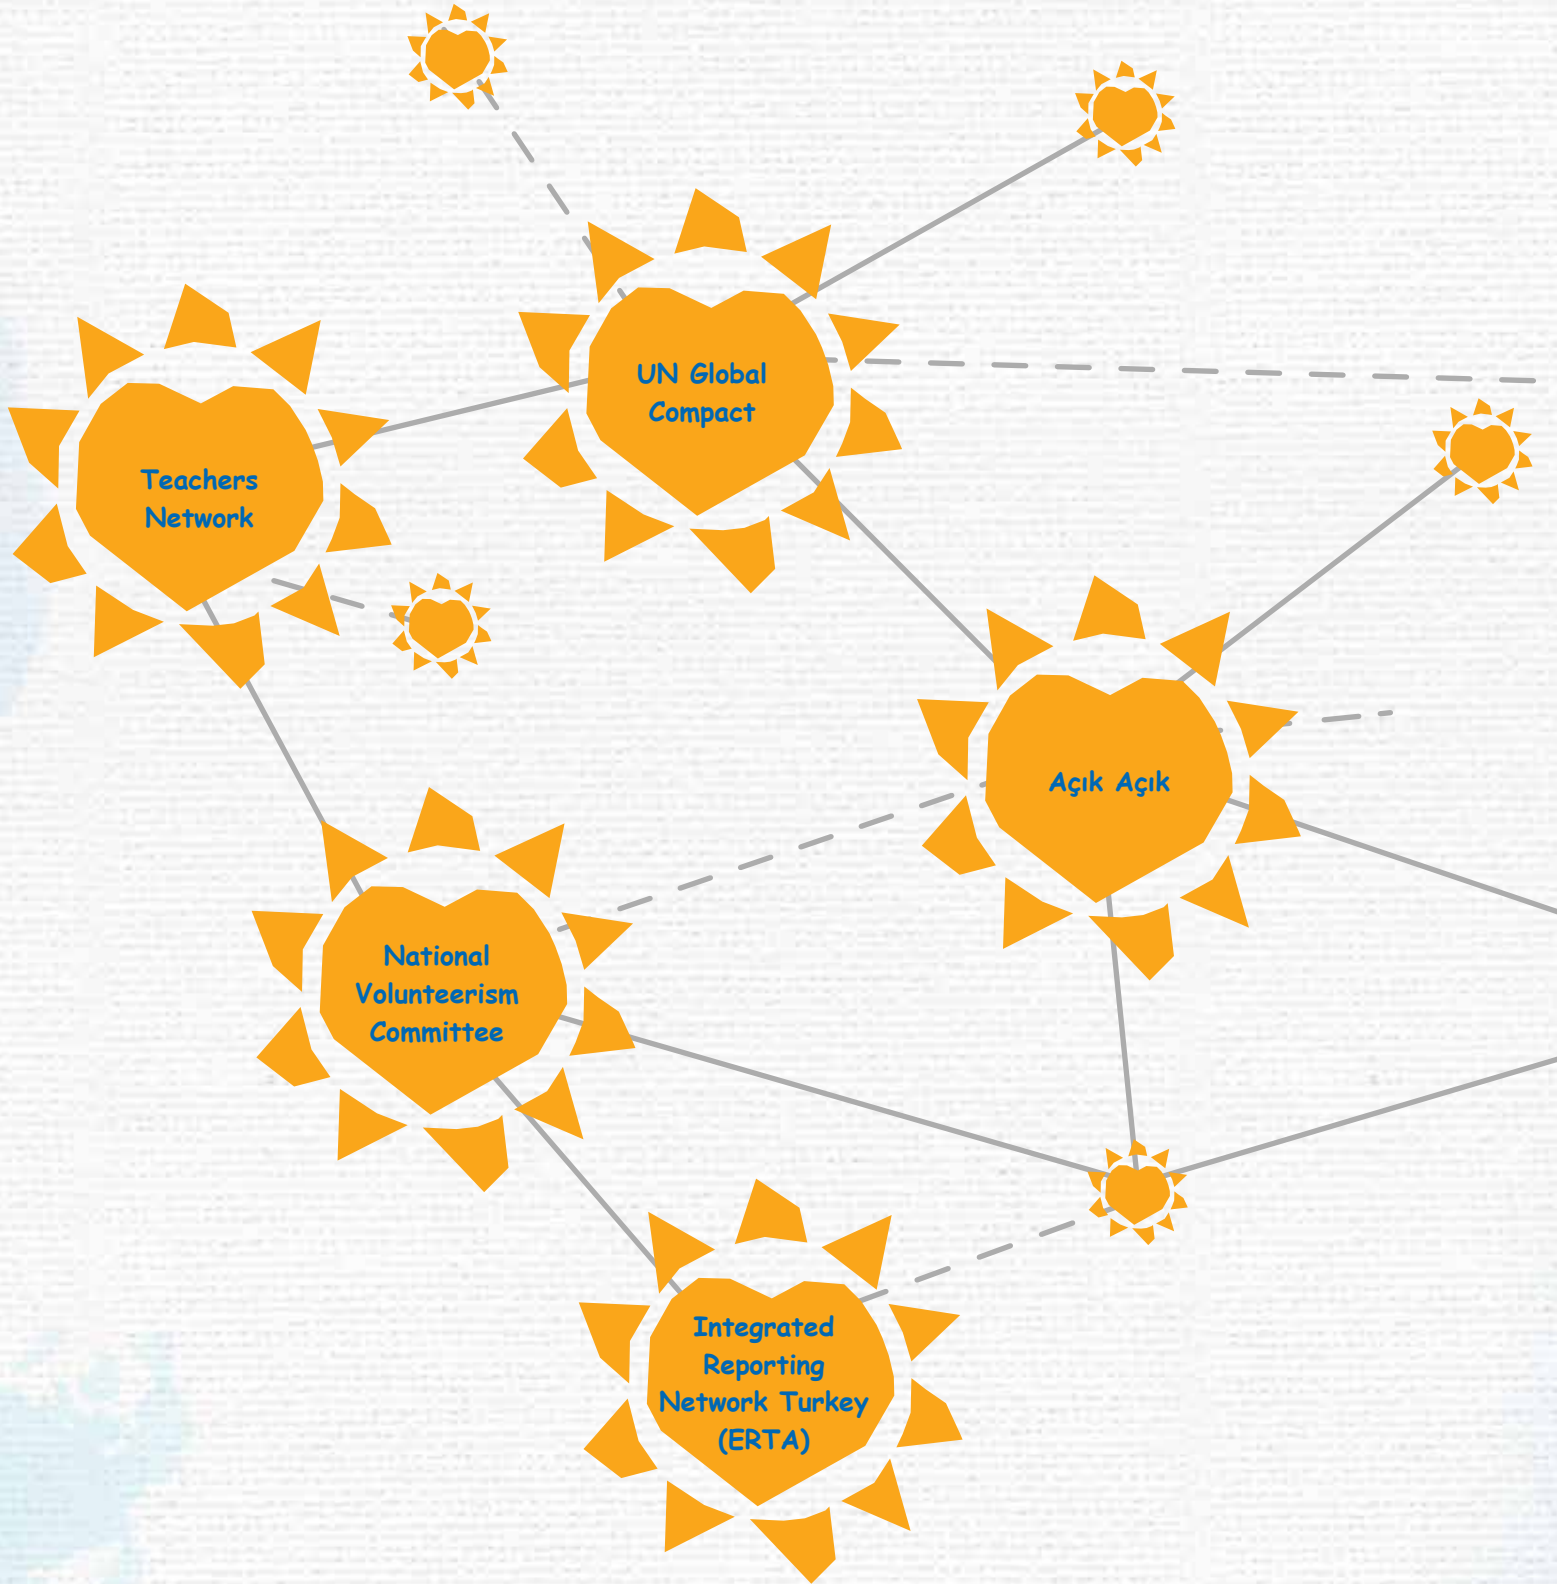 UN Global
Compact
Teachers
Network
Açık Açık
National
Volunteerism
Committee
Integrated
Reporting
Network Turkey
(ERTA)